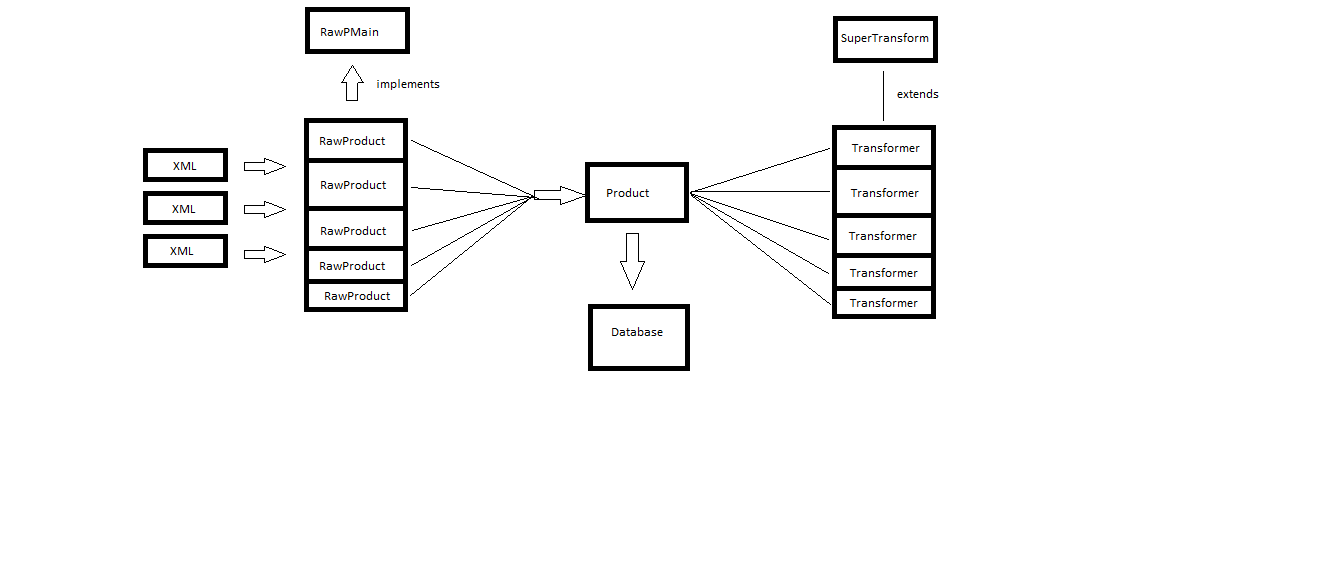 RawPMain
implements
RawProduct
RawProduct
RawProduct
RawProduct
RawProduct
XML
XML
XML
Product
Database
SuperTransform
extends
Transformer
Transformer
Transformer
Transformer
Transformer